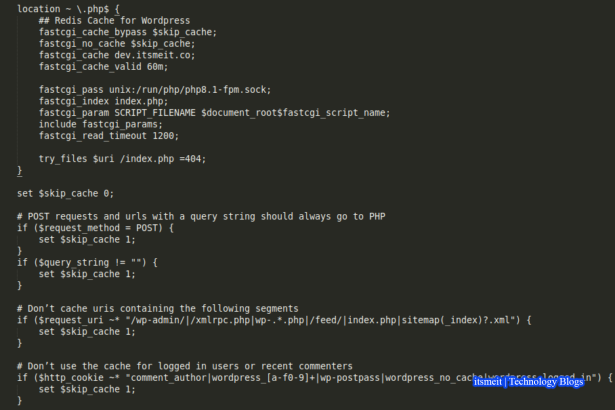 location ~ \.php$ {
    ## Redis Cache for Wordpress
    fastcgi_cache_bypass $skip_cache;
    fastcgi_no_cache $skip_cache;
    fastcgi_cache dev.itsmeit.co;
    fastcgi_cache_valid 60m;

    fastcgi_pass unix:/run/php/php8.1-fpm.sock;
    fastcgi_index index.php;
    fastcgi_param SCRIPT_FILENAME $document_root$fastcgi_script_name;
    include fastcgi_params;
    fastcgi_read_timeout 1200;

    try_files $uri /index.php =404;
}

set $skip_cache 0;

# POST requests and urls with a query string should always go to PHP
if ($request_method = POST) {
    set $skip_cache 1;
}
if ($query_string != "") {
    set $skip_cache 1;
}

# Don’t cache uris containing the following segments
if ($request_uri ~* "/wp-admin/|/xmlrpc.php|wp-.*.php|/feed/|index.php|sitemap(_index)?.xml") {
    set $skip_cache 1;
}

# Don’t use the cache for logged in users or recent commenters
if ($http_cookie ~* "comment_author|wordpress_[a-f0-9]+|wp-postpass|wordpress_no_cache|wordpress_logged_in") {
    set $skip_cache 1;
}
itsmeit | Technology Blogs